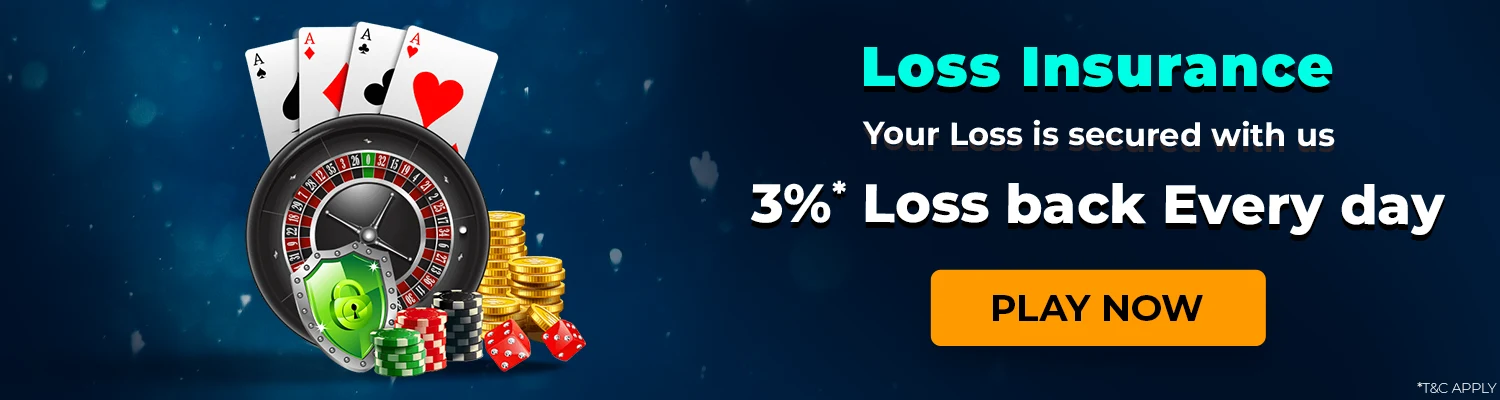 A
A
A
A
Loss Insurance
Your Loss is secured with us
3%* Loss back Every day
PLAY NOW
*T&C APPLY